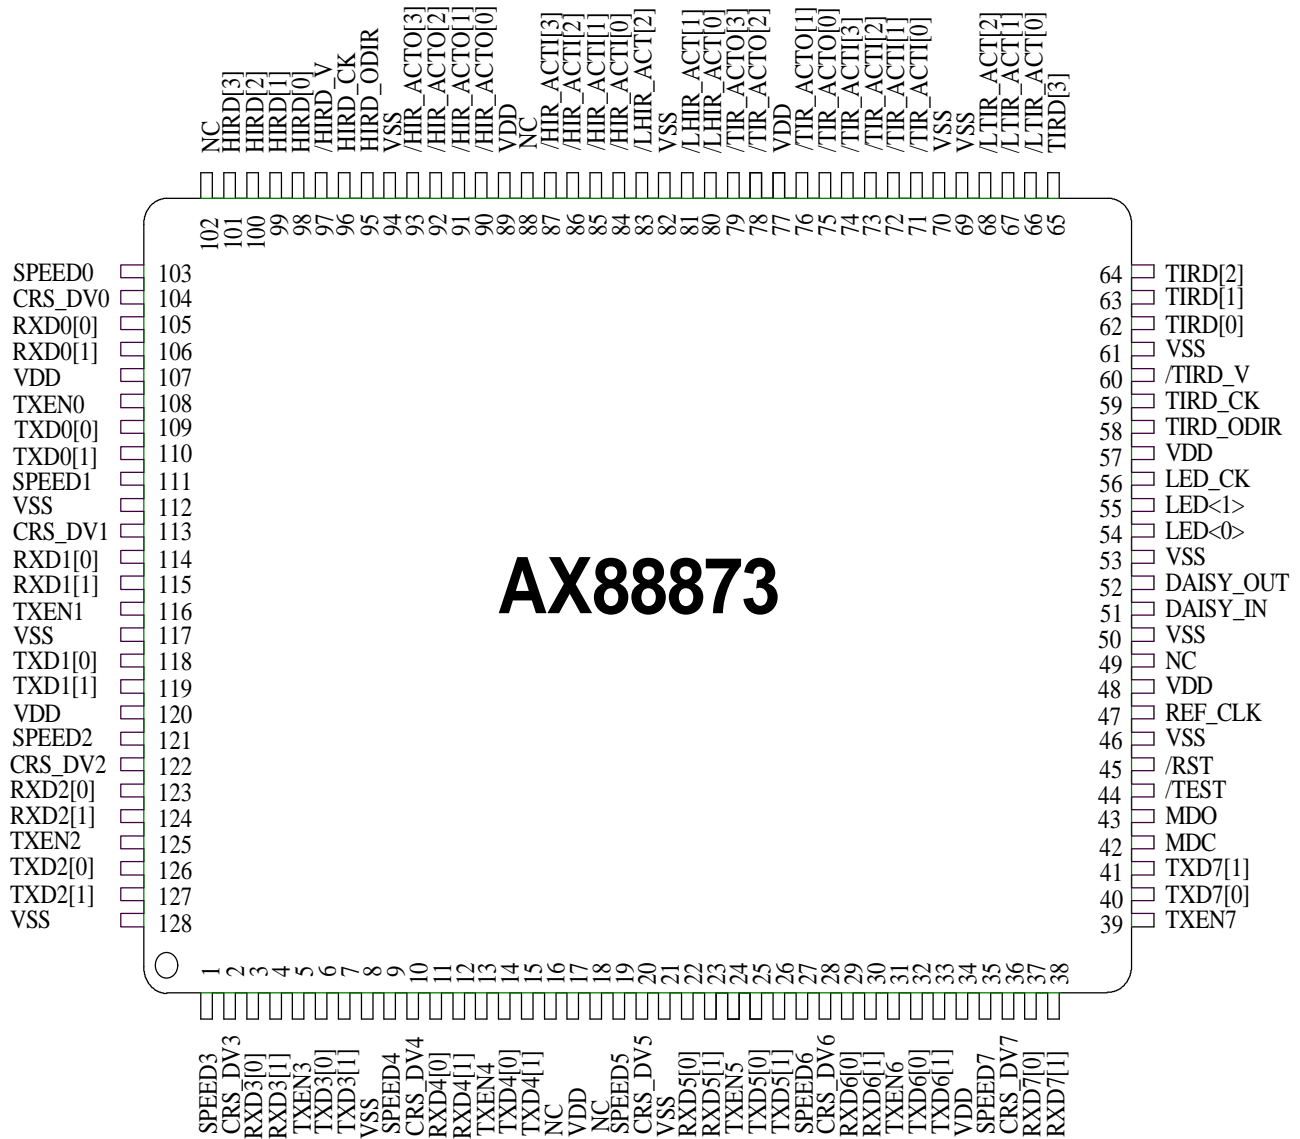 NC
HIRD[3]
HIRD[2]
HIRD[1]
HIRD[0]
/HIRD_V
HIRD_CK
HIRD_ODIR
VSS
/HIR_ACTO[3]
/HIR_ACTO[2]
/HIR_ACTO[1]
/HIR_ACTO[0]
VDD
NC
/HIR_ACTI[3]
/HIR_ACTI[2]
/HIR_ACTI[1]
/HIR_ACTI[0]
/LHIR_ACT[2]
VSS
/LHIR_ACT[1]
/LHIR_ACT[0]
/TIR_ACTO[3]
/TIR_ACTO[2]
VDD
/TIR_ACTO[1]
/TIR_ACTO[0]
/TIR_ACTI[3]
/TIR_ACTI[2]
/TIR_ACTI[1]
/TIR_ACTI[0]
VSS
VSS
/LTIR_ACT[2]
/LTIR_ACT[1]
/LTIR_ACT[0]
TIRD[3]
102
101
100
99
98
97
96
95
94
93
92
91
90
89
88
87
86
85
84
83
82
81
80
79
78
77
76
75
74
73
72
71
70
69
68
67
66
65
SPEED0 103
CRS_DV0 104
RXD0[0] 105
RXD0[1] 106
VDD 107
TXEN0 108
TXD0[0] 109
TXD0[1] 110
SPEED1 111
VSS 112
CRS_DV1 113
RXD1[0] 114
RXD1[1] 115
TXEN1 116
VSS 117
TXD1[0] 118
TXD1[1] 119
VDD 120
SPEED2 121
CRS_DV2 122
RXD2[0] 123
RXD2[1] 124
TXEN2 125
TXD2[0] 126
TXD2[1] 127
VSS 128
AX88873
64 TIRD[2]
63 TIRD[1]
62 TIRD[0]
61 VSS
60 /TIRD_V
59 TIRD_CK
58 TIRD_ODIR
57 VDD
56 LED_CK
55 LED<1>
54 LED<0>
53 VSS
52 DAISY_OUT
51 DAISY_IN
50 VSS
49 NC
48 VDD
47 REF_CLK
46 VSS
45 /RST
44 /TEST
43 MDO
42 MDC
41 TXD7[1]
40 TXD7[0]
39 TXEN7
1
2
3
4
5
6
7
8
9
10
11
12
13
14
15
16
17
18
19
20
21
22
23
24
25
26
27
28
29
30
31
32
33
34
35
36
37
38
SPEED3
CRS_DV3
RXD3[0]
RXD3[1]
TXEN3
TXD3[0]
TXD3[1]
VSS
SPEED4
CRS_DV4
RXD4[0]
RXD4[1]
TXEN4
TXD4[0]
TXD4[1]
NC
VDD
NC
SPEED5
CRS_DV5
VSS
RXD5[0]
RXD5[1]
TXEN5
TXD5[0]
TXD5[1]
SPEED6
CRS_DV6
RXD6[0]
RXD6[1]
TXEN6
TXD6[0]
TXD6[1]
VDD
SPEED7
CRS_DV7
RXD7[0]
RXD7[1]